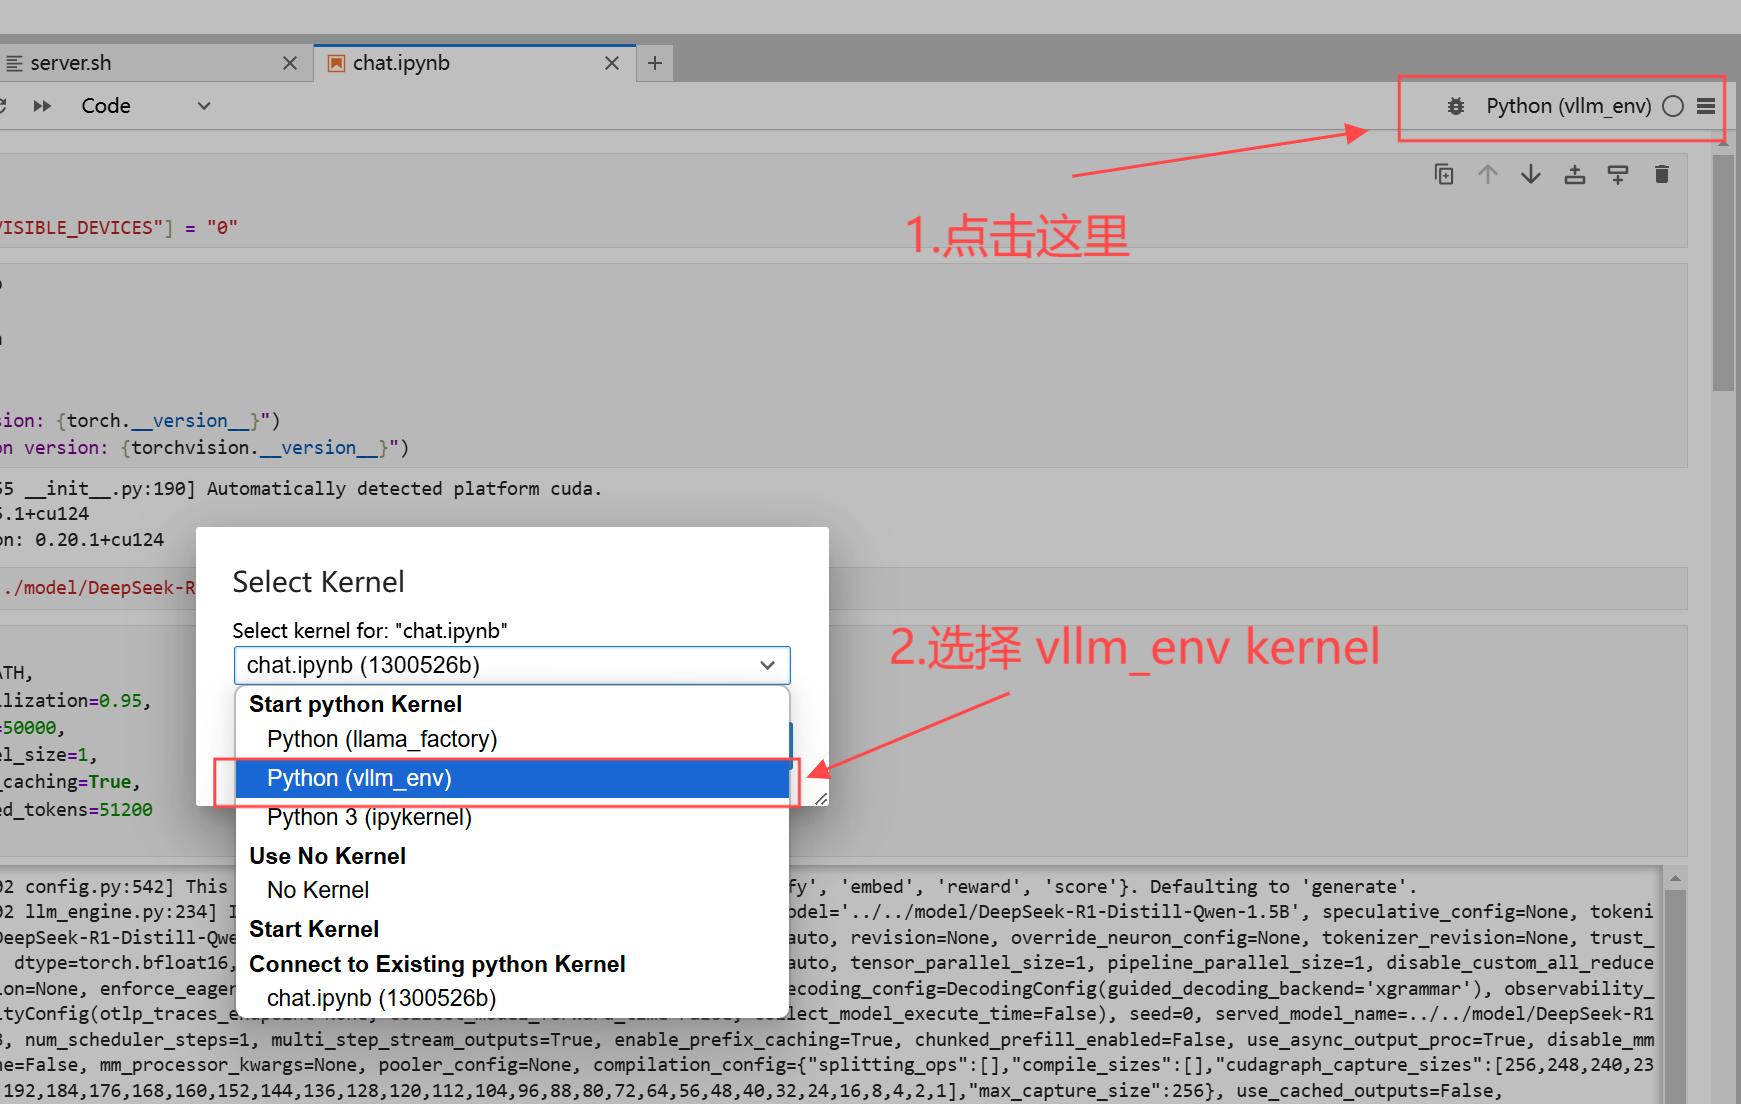 server.sh
chat.ipynb
Code
Python (vllm_env)
VISIBLE_DEVICES"] = "0"
1.点击这里
sion: {torch.__version__}")
on version: {torchvision.__version__}")
55 __init__.py:190] Automatically detected platform cuda.
5.1+cu124
on: 0.20.1+cu124
Select Kernel
../model/DeepSeek-R
Select kernel for: "chat.ipynb"
2.选择 vllm_env kernel
chat.ipynb (1300526b)
ATH,
ilization=0.95,
=50000,
el_size=1,
_caching=True,
ed_tokens=51200
Start python Kernel
Python (llama_factory)
Python (vllm_env)
Python 3 (ipykernel)
Use No Kernel
No Kernel
Start Kernel
Connect to Existing python Kernel
chat.ipynb (1300526b)
02 config.py:542] This fy', 'embed', 'reward', 'score'}. Defaulting to 'generate'.
02 llm_engine.py:234] I odel='../../model/DeepSeek-R1-Distill-Qwen-1.5B', speculative_config=None, tokeni
DeepSeek-R1-Distill-Qwe auto, revision=None, override_neuron_config=None, tokenizer_revision=None, trust_
dtype=torch.bfloat16, auto, tensor_parallel_size=1, pipeline_parallel_size=1, disable_custom_all_reduce
ion=None, enforce_eager ecoding_config=DecodingConfig(guided_decoding_backend='xgrammar'), observability_
ityConfig(otlp_traces_ ollect_model_execute_time=False), seed=0, served_model_name=../../model/DeepSeek-R1
B, num_scheduler_steps=1, multi_step_stream_outputs=True, enable_prefix_caching=True, chunked_prefill_enabled=False, use_async_output_proc=True, disable_mm
ne=False, mm_processor_kwargs=None, pooler_config=None, compilation_config={"splitting_ops":[],"compile_sizes":[],"cudagraph_capture_sizes":[256,248,240,23
,192,184,176,168,160,152,144,136,128,120,112,104,96,88,80,72,64,56,48,40,32,24,16,8,4,2,1],"max_capture_size":256}, use_cached_outputs=False,